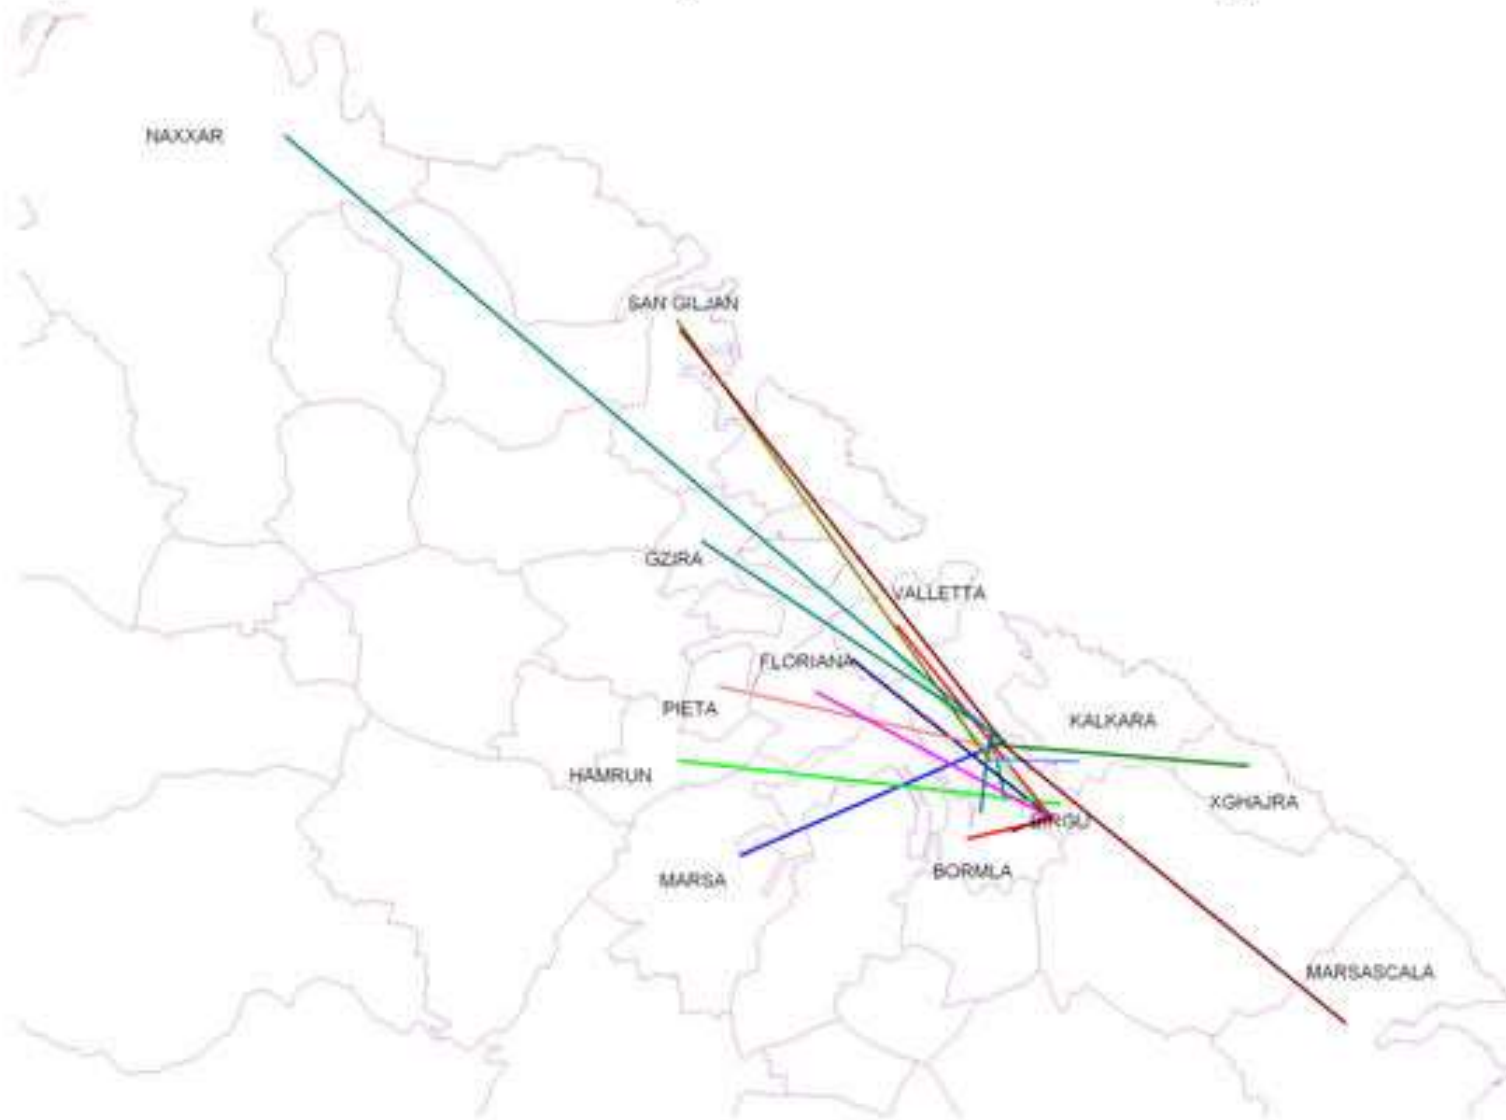 NAXXAR
SAN GILJAN
GZIRA
VALLETTA
FLORIANA
PIETA
KALKARA
HAMRUN
XGHAJRA
BIRGU
BORMLA
MARSA
MARSASCALA